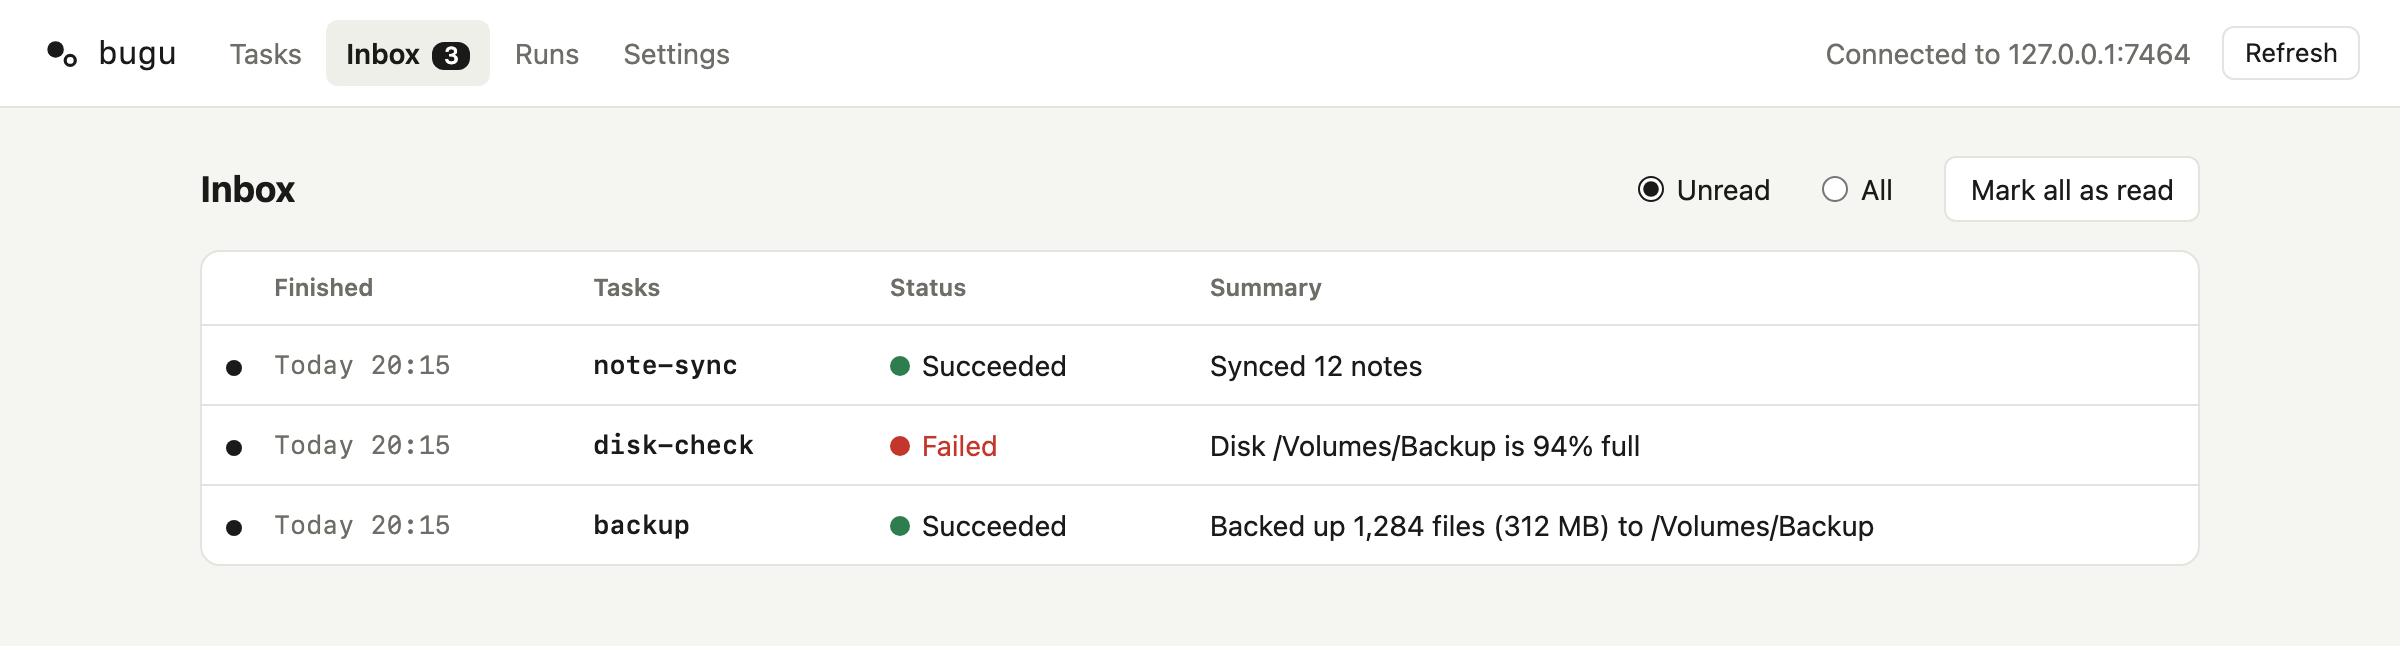 bugu Tasks Inbox 3 Runs Settings Connected to 127.0.0.1:7464 Refresh
Inbox Unread All Mark all as read
Finished Tasks Status Summary
Today 20:15 note-sync Succeeded Synced 12 notes
Today 20:15 disk-check Failed Disk /Volumes/Backup is 94% full
Today 20:15 backup Succeeded Backed up 1,284 files (312 MB) to /Volumes/Backup